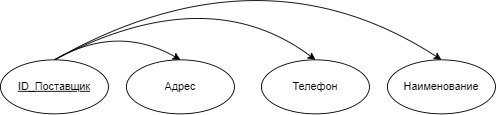 ID_Поставщик
Адрес
Телефон
Наименование